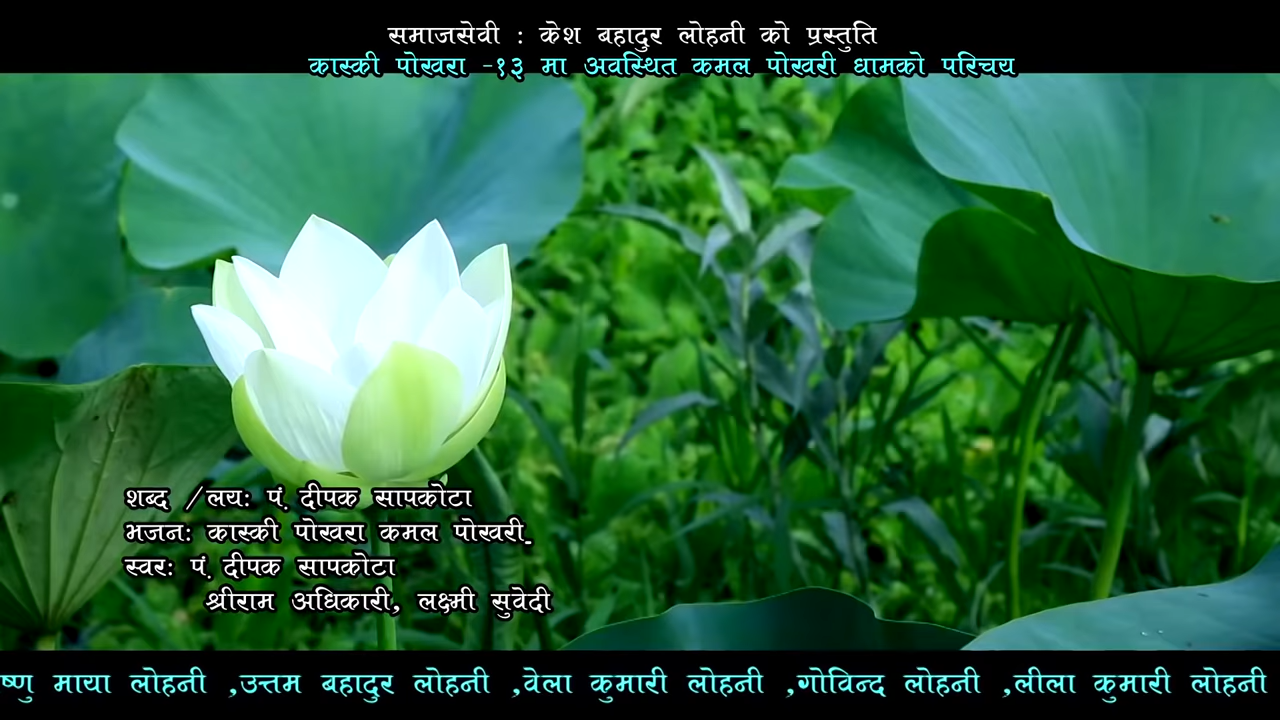 समाजसेवी : केश बहादुर लोहनी को प्रस्तुति
कास्की पोखरा -१३ मा अवस्थित कमल पोखरी धामको परिचय
शब्द /लयः पं. दीपक सापकोटा
भजनः कास्की पोखरा कमल पोखरी.
स्वरः पं. दीपक सापकोटा
श्रीराम अधिकारी, लक्ष्मी सुवेदी
माया लोहनी ,उत्तम बहादुर लोहनी ,वेला कुमारी लोहनी ,गोविन्द लोहनी ,लीला कुमारी लोहनी